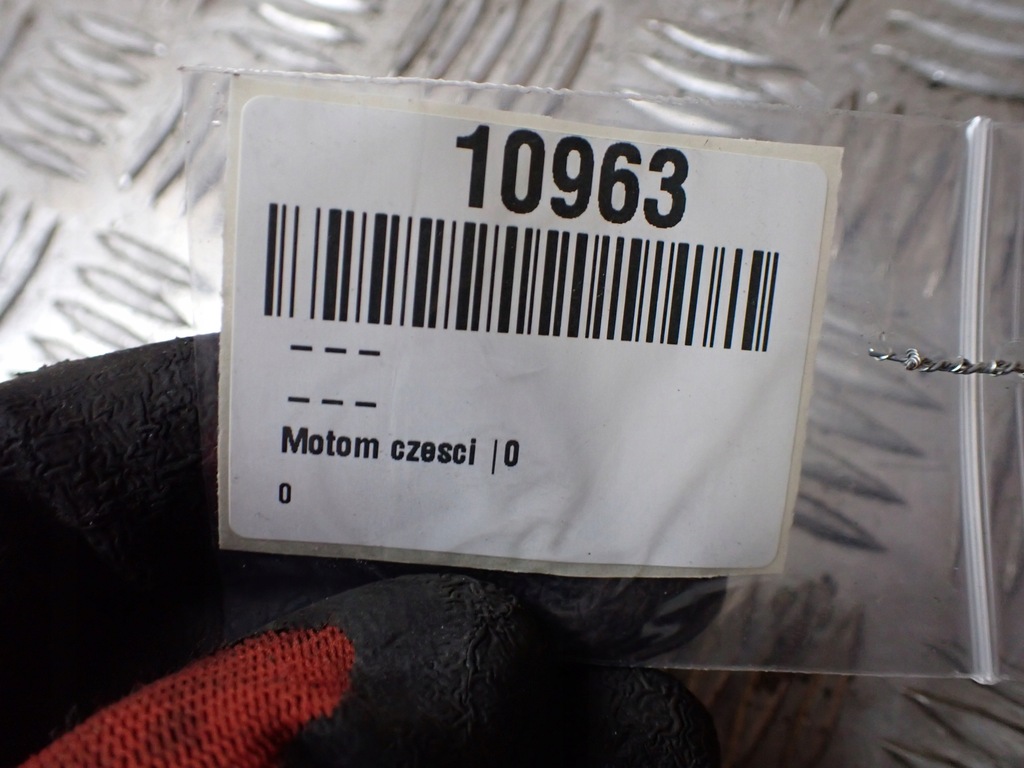 10963
---
---
Motom czesci |0
0